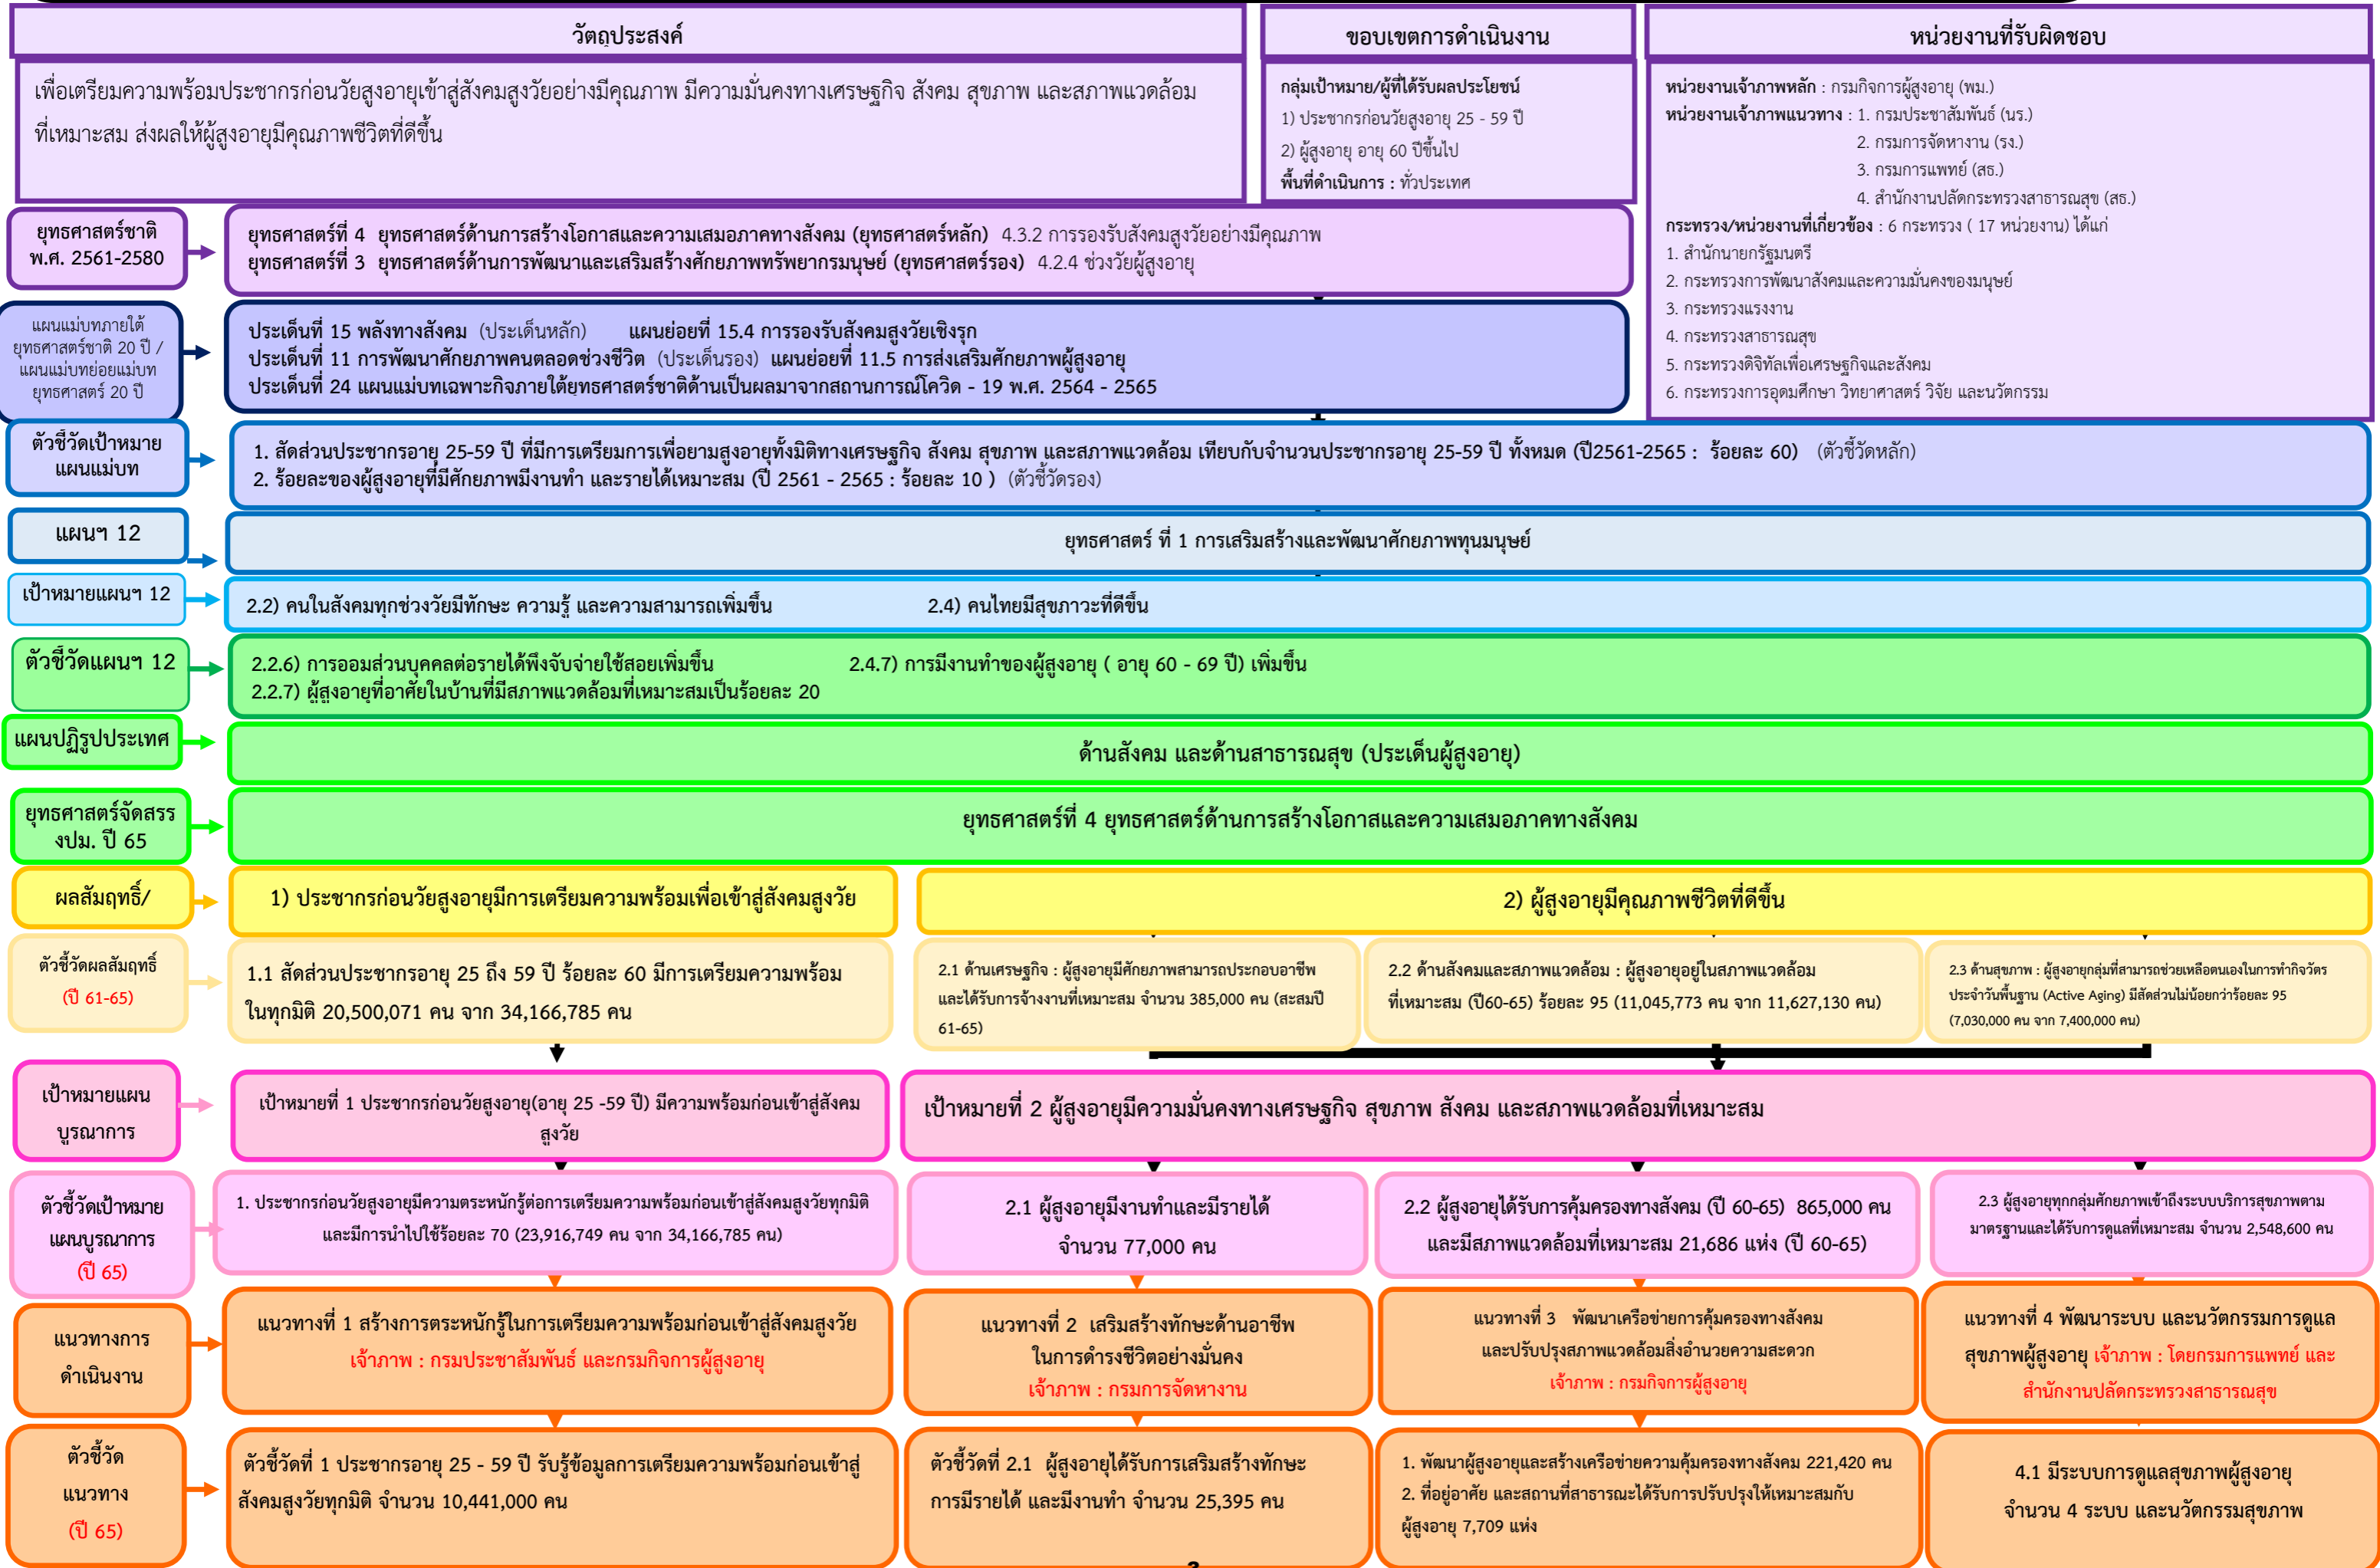 วัตถุประสงค์
เพื่อเตรียมความพร้อมประชากรก่อนวัยสูงอายุเข้าสู่สังคมสูงวัยอย่างมีคุณภาพ มีความมั่นคงทางเศรษฐกิจ สังคม สุขภาพ และสภาพแวดล้อม
ที่เหมาะสม ส่งผลให้ผู้สูงอายุมีคุณภาพชีวิตที่ดีขึ้น
ขอบเขตการดำเนินงาน
กลุ่มเป้าหมาย/ผู้ที่ได้รับผลประโยชน์
1) ประชากรก่อนวัยสูงอายุ 25 - 59 ปี
2) ผู้สูงอายุ อายุ 60 ปีขึ้นไป
พื้นที่ดำเนินการ : ทั่วประเทศ
หน่วยงานที่รับผิดชอบ
หน่วยงานเจ้าภาพหลัก : กรมกิจการผู้สูงอายุ (พม.)
หน่วยงานเจ้าภาพแนวทาง : 1. กรมประชาสัมพันธ์ (นร.)
2. กรมการจัดหางาน (รง.)
3. กรมการแพทย์ (สธ.)
4. สำนักงานปลัดกระทรวงสาธารณสุข (สธ.)
กระทรวง/หน่วยงานที่เกี่ยวข้อง : 6 กระทรวง ( 17 หน่วยงาน) ได้แก่
1. สำนักนายกรัฐมนตรี
2. กระทรวงการพัฒนาสังคมและความมั่นคงของมนุษย์
3. กระทรวงแรงงาน
4. กระทรวงสาธารณสุข
5. กระทรวงดิจิทัลเพื่อเศรษฐกิจและสังคม
6. กระทรวงการอุดมศึกษา วิทยาศาสตร์ วิจัย และนวัตกรรม
ยุทธศาสตร์ชาติ
พ.ศ. 2561-2580
ยุทธศาสตร์ที่ 4 ยุทธศาสตร์ด้านการสร้างโอกาสและความเสมอภาคทางสังคม (ยุทธศาสตร์หลัก) 4.3.2 การรองรับสังคมสูงวัยอย่างมีคุณภาพ
ยุทธศาสตร์ที่ 3 ยุทธศาสตร์ด้านการพัฒนาและเสริมสร้างศักยภาพทรัพยากรมนุษย์ (ยุทธศาสตร์รอง) 4.2.4 ช่วงวัยผู้สูงอายุ
แผนแม่บทภายใต้
ยุทธศาสตร์ชาติ 20 ปี /
แผนแม่บทย่อยแม่บท
ยุทธศาสตร์ 20 ปี
ประเด็นที่ 15 พลังทางสังคม (ประเด็นหลัก) แผนย่อยที่ 15.4 การรองรับสังคมสูงวัยเชิงรุก
ประเด็นที่ 11 การพัฒนาศักยภาพคนตลอดช่วงชีวิต (ประเด็นรอง) แผนย่อยที่ 11.5 การส่งเสริมศักยภาพผู้สูงอายุ
ประเด็นที่ 24 แผนแม่บทเฉพาะกิจภายใต้ยุทธศาสตร์ชาติด้านเป็นผลมาจากสถานการณ์โควิด - 19 พ.ศ. 2564 - 2565
ตัวชี้วัดเป้าหมาย
แผนแม่บท
1. สัดส่วนประชากรอายุ 25-59 ปี ที่มีการเตรียมการเพื่อยามสูงอายุทั้งมิติทางเศรษฐกิจ สังคม สุขภาพ และสภาพแวดล้อม เทียบกับจำนวนประชากรอายุ 25-59 ปี ทั้งหมด (ปี2561-2565 : ร้อยละ 60) (ตัวชี้วัดหลัก)
2. ร้อยละของผู้สูงอายุที่มีศักยภาพมีงานทำ และรายได้เหมาะสม (ปี 2561 - 2565 : ร้อยละ 10 ) (ตัวชี้วัดรอง)
แผนฯ 12
ยุทธศาสตร์ ที่ 1 การเสริมสร้างและพัฒนาศักยภาพทุนมนุษย์
เป้าหมายแผนฯ 12
2.2) คนในสังคมทุกช่วงวัยมีทักษะ ความรู้ และความสามารถเพิ่มขึ้น 2.4) คนไทยมีสุขภาวะที่ดีขึ้น
ตัวชี้วัดแผนฯ 12
2.2.6) การออมส่วนบุคคลต่อรายได้พึงจับจ่ายใช้สอยเพิ่มขึ้น 2.4.7) การมีงานทำของผู้สูงอายุ ( อายุ 60 - 69 ปี) เพิ่มขึ้น
2.2.7) ผู้สูงอายุที่อาศัยในบ้านที่มีสภาพแวดล้อมที่เหมาะสมเป็นร้อยละ 20
แผนปฏิรูปประเทศ
ด้านสังคม และด้านสาธารณสุข (ประเด็นผู้สูงอายุ)
ยุทธศาสตร์จัดสรร
งปม. ปี 65
ยุทธศาสตร์ที่ 4 ยุทธศาสตร์ด้านการสร้างโอกาสและความเสมอภาคทางสังคม
ผลสัมฤทธิ์/
1) ประชากรก่อนวัยสูงอายุมีการเตรียมความพร้อมเพื่อเข้าสู่สังคมสูงวัย
2) ผู้สูงอายุมีคุณภาพชีวิตที่ดีขึ้น
ตัวชี้วัดผลสัมฤทธิ์
(ปี 61-65)
1.1 สัดส่วนประชากรอายุ 25 ถึง 59 ปี ร้อยละ 60 มีการเตรียมความพร้อม
ในทุกมิติ 20,500,071 คน จาก 34,166,785 คน
2.1 ด้านเศรษฐกิจ : ผู้สูงอายุมีศักยภาพสามารถประกอบอาชีพ
และได้รับการจ้างงานที่เหมาะสม จำนวน 385,000 คน (สะสมปี
61-65)
2.2 ด้านสังคมและสภาพแวดล้อม : ผู้สูงอายุอยู่ในสภาพแวดล้อม
ที่เหมาะสม (ปี60-65) ร้อยละ 95 (11,045,773 คน จาก 11,627,130 คน)
2.3 ด้านสุขภาพ : ผู้สูงอายุกลุ่มที่สามารถช่วยเหลือตนเองในการทำกิจวัตร
ประจำวันพื้นฐาน (Active Aging) มีสัดส่วนไม่น้อยกว่าร้อยละ 95
(7,030,000 คน จาก 7,400,000 คน)
เป้าหมายแผน
บูรณาการ
เป้าหมายที่ 1 ประชากรก่อนวัยสูงอายุ(อายุ 25 -59 ปี) มีความพร้อมก่อนเข้าสู่สังคม
สูงวัย
เป้าหมายที่ 2 ผู้สูงอายุมีความมั่นคงทางเศรษฐกิจ สุขภาพ สังคม และสภาพแวดล้อมที่เหมาะสม
ตัวชี้วัดเป้าหมาย
แผนบูรณาการ
(ปี 65)
1. ประชากรก่อนวัยสูงอายุมีความตระหนักรู้ต่อการเตรียมความพร้อมก่อนเข้าสู่สังคมสูงวัยทุกมิติ
และมีการนำไปใช้ร้อยละ 70 (23,916,749 คน จาก 34,166,785 คน)
2.1 ผู้สูงอายุมีงานทำและมีรายได้
จำนวน 77,000 คน
2.2 ผู้สูงอายุได้รับการคุ้มครองทางสังคม (ปี 60-65) 865,000 คน
และมีสภาพแวดล้อมที่เหมาะสม 21,686 แห่ง (ปี 60-65)
2.3 ผู้สูงอายุทุกกลุ่มศักยภาพเข้าถึงระบบบริการสุขภาพตาม
มาตรฐานและได้รับการดูแลที่เหมาะสม จำนวน 2,548,600 คน
แนวทางการ
ดำเนินงาน
แนวทางที่ 1 สร้างการตระหนักรู้ในการเตรียมความพร้อมก่อนเข้าสู่สังคมสูงวัย
เจ้าภาพ : กรมประชาสัมพันธ์ และกรมกิจการผู้สูงอายุ
แนวทางที่ 2 เสริมสร้างทักษะด้านอาชีพ
ในการดำรงชีวิตอย่างมั่นคง
เจ้าภาพ : กรมการจัดหางาน
แนวทางที่ 3 พัฒนาเครือข่ายการคุ้มครองทางสังคม
และปรับปรุงสภาพแวดล้อมสิ่งอำนวยความสะดวก
เจ้าภาพ : กรมกิจการผู้สูงอายุ
แนวทางที่ 4 พัฒนาระบบ และนวัตกรรมการดูแล
สุขภาพผู้สูงอายุ เจ้าภาพ : โดยกรมการแพทย์ และ
สำนักงานปลัดกระทรวงสาธารณสุข
ตัวชี้วัด
แนวทาง
(ปี 65)
ตัวชี้วัดที่ 1 ประชากรอายุ 25 - 59 ปี รับรู้ข้อมูลการเตรียมความพร้อมก่อนเข้าสู่
สังคมสูงวัยทุกมิติ จำนวน 10,441,000 คน
ตัวชี้วัดที่ 2.1 ผู้สูงอายุได้รับการเสริมสร้างทักษะ
การมีรายได้ และมีงานทำ จำนวน 25,395 คน
1. พัฒนาผู้สูงอายุและสร้างเครือข่ายความคุ้มครองทางสังคม 221,420 คน
2. ที่อยู่อาศัย และสถานที่สาธารณะได้รับการปรับปรุงให้เหมาะสมกับ
ผู้สูงอายุ 7,709 แห่ง
4.1 มีระบบการดูแลสุขภาพผู้สูงอายุ
จำนวน 4 ระบบ และนวัตกรรมสุขภาพ